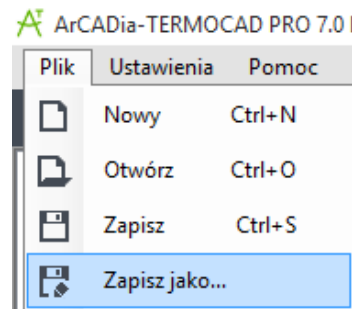 ArCADia-TERMOCAD PRO 7.0
Plik Ustawienia Pomoc
Nowy Ctrl+N
Otwórz Ctrl+O
Zapisz Ctrl+S
Zapisz jako...